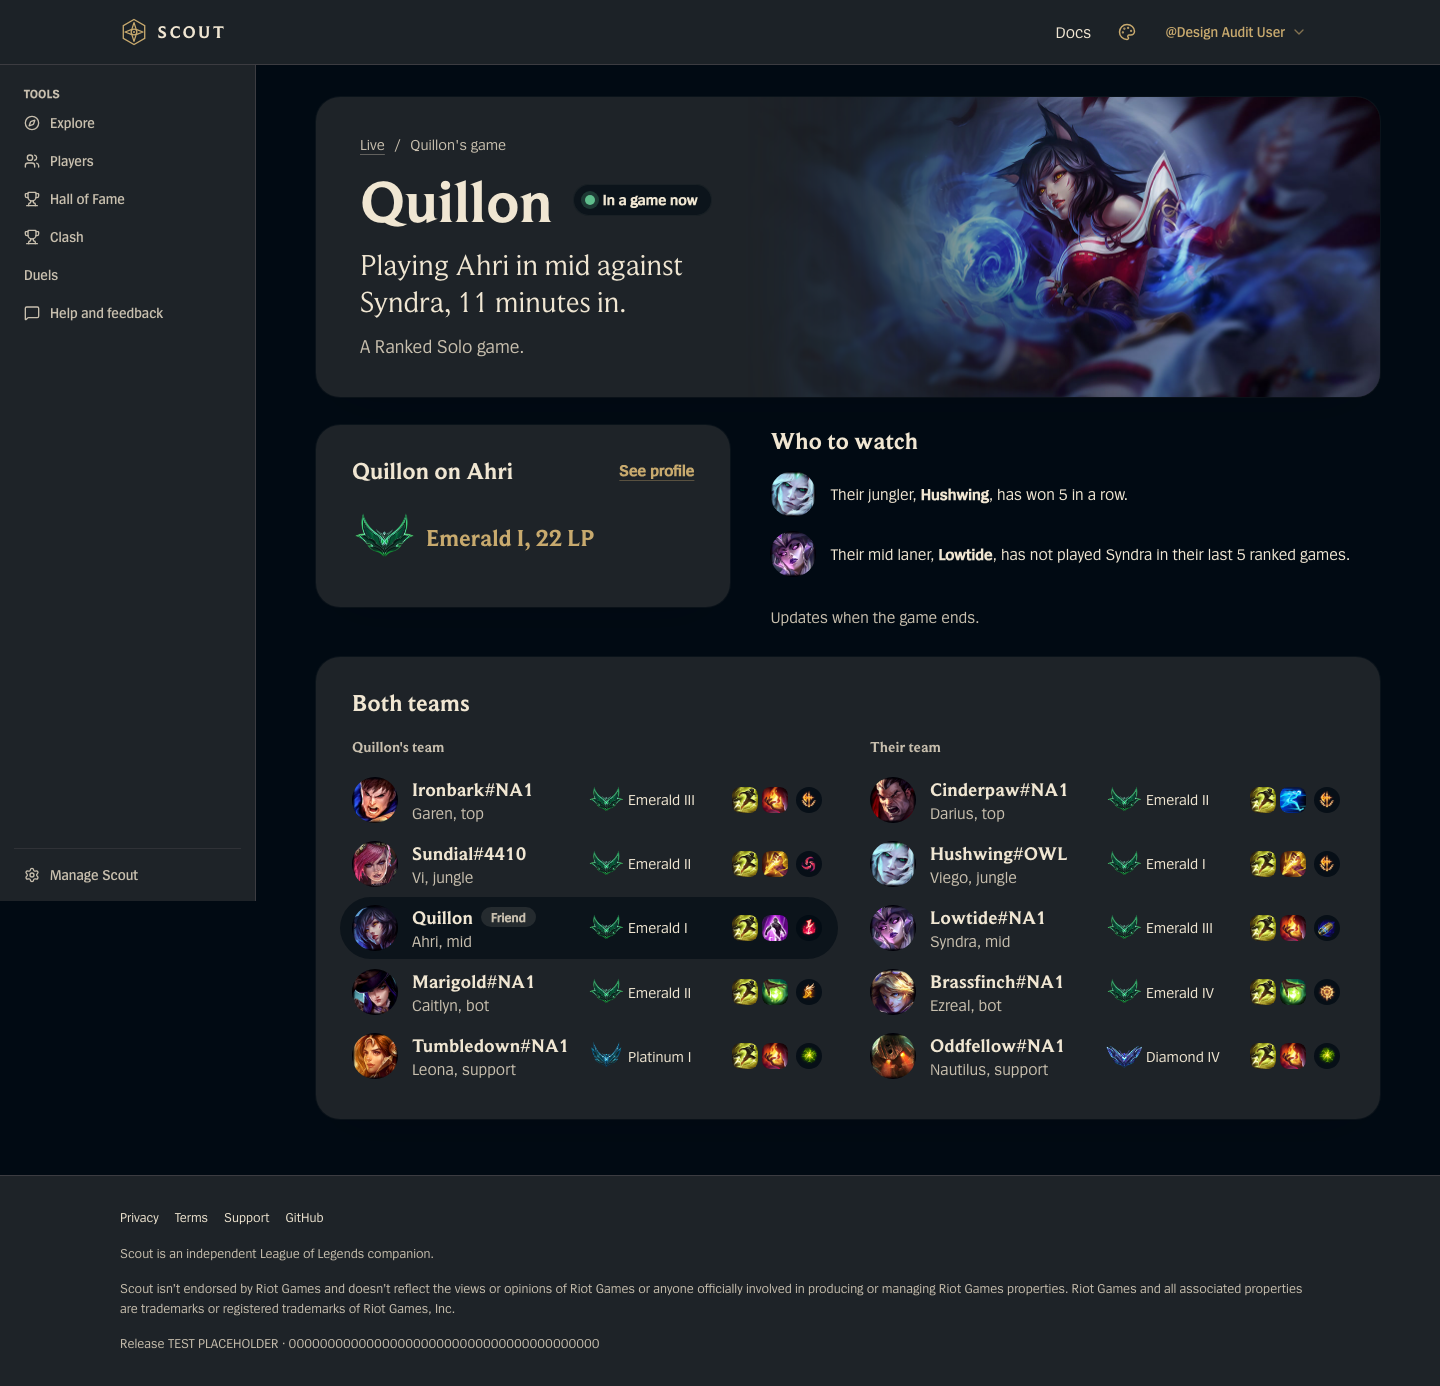 SCOUT
Docs
@Design Audit User
TOOLS
Explore
Players
Hall of Fame
Clash
Duels
Help and feedback
Manage Scout
Live / Quillon's game
Quillon
In a game now
Playing Ahri in mid against
Syndra, 11 minutes in.
A Ranked Solo game.
Quillon on Ahri
See profile
Emerald I, 22 LP
Who to watch
Their jungler, Hushwing, has won 5 in a row.
Their mid laner, Lowtide, has not played Syndra in their last 5 ranked games.
Updates when the game ends.
Both teams
Quillon's team
Ironbark#NA1
Garen, top
Emerald III
Sundial#4410
Vi, jungle
Emerald II
Quillon
Friend
Ahri, mid
Emerald I
Marigold#NA1
Caitlyn, bot
Emerald II
Tumbledown#NA1
Leona, support
Platinum I
Their team
Cinderpaw#NA1
Darius, top
Emerald II
Hushwing#OWL
Viego, jungle
Emerald I
Lowtide#NA1
Syndra, mid
Emerald III
Brassfinch#NA1
Ezreal, bot
Emerald IV
Oddfellow#NA1
Nautilus, support
Diamond IV
Privacy Terms Support GitHub
Scout is an independent League of Legends companion.
Scout isn't endorsed by Riot Games and doesn't reflect the views or opinions of Riot Games or anyone officially involved in producing or managing Riot Games properties. Riot Games and all associated properties
are trademarks or registered trademarks of Riot Games, Inc.
Release TEST PLACEHOLDER · 0000000000000000000000000000000000000000